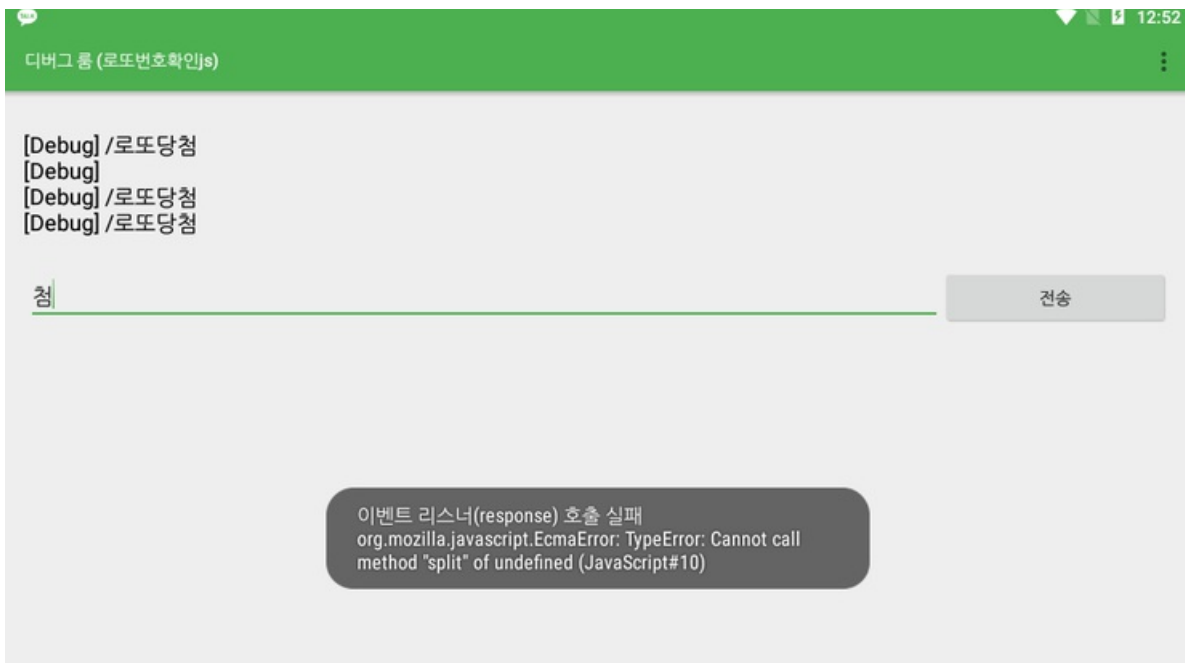 12:52
디버그 룸 (로또번호확인js)
[Debug] /로또당첨
[Debug]
[Debug] /로또당첨
[Debug] /로또당첨
첨
전송
이벤트 리스너(response) 호출 실패
org.mozilla.javascript.EcmaError: TypeError: Cannot call
method "split" of undefined (JavaScript#10)